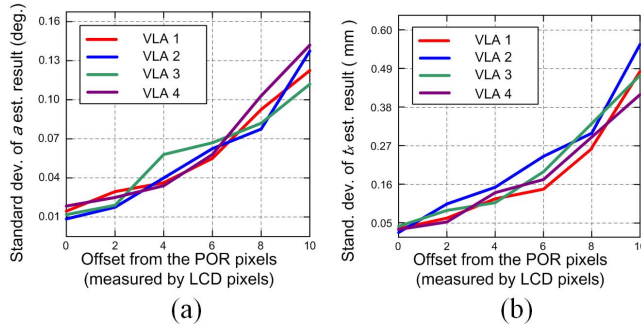 Standard dev. of a est. result (deg.)
0.16
0.13
0.10
0.07
0.04
0.01
VLA 1
VLA 2
VLA 3
VLA 4
0 2 4 6 8 10
Offset from the POR pixels
(measured by LCD pixels)
(a)
Stand. dev. of tx est. result ( mm )
0.60
0.49
0.38
0.27
0.16
0.05
VLA 1
VLA 2
VLA 3
VLA 4
0 2 4 6 8 10
Offset from the POR pixels
(measured by LCD pixels)
(b)